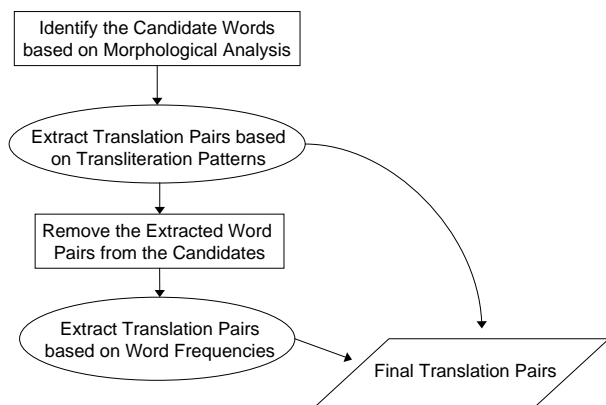 Identify the Candidate Words
based on Morphological Analysis
Extract Translation Pairs based
on Transliteration Patterns
Remove the Extracted Word
Pairs from the Candidates
Extract Translation Pairs
based on Word Frequencies
Final Translation Pairs